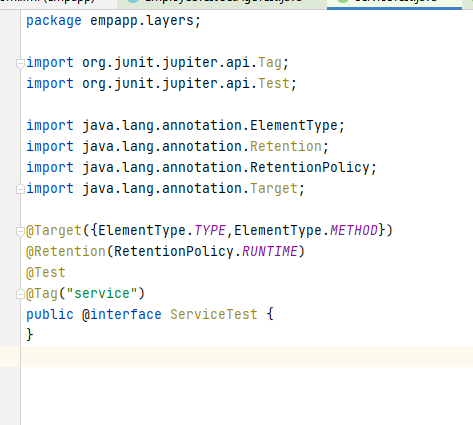 package empapp.layers;
import org.junit.jupiter.api.Tag;
import org.junit.jupiter.api.Test;
import java.lang.annotation.ElementType;
import java.lang.annotation.Retention;
import java.lang.annotation.RetentionPolicy;
import java.lang.annotation.Target;
@Target({ElementType.TYPE,ElementType.METHOD})
@Retention(RetentionPolicy.RUNTIME)
@Test
@Tag("service")
public @interface ServiceTest {
}